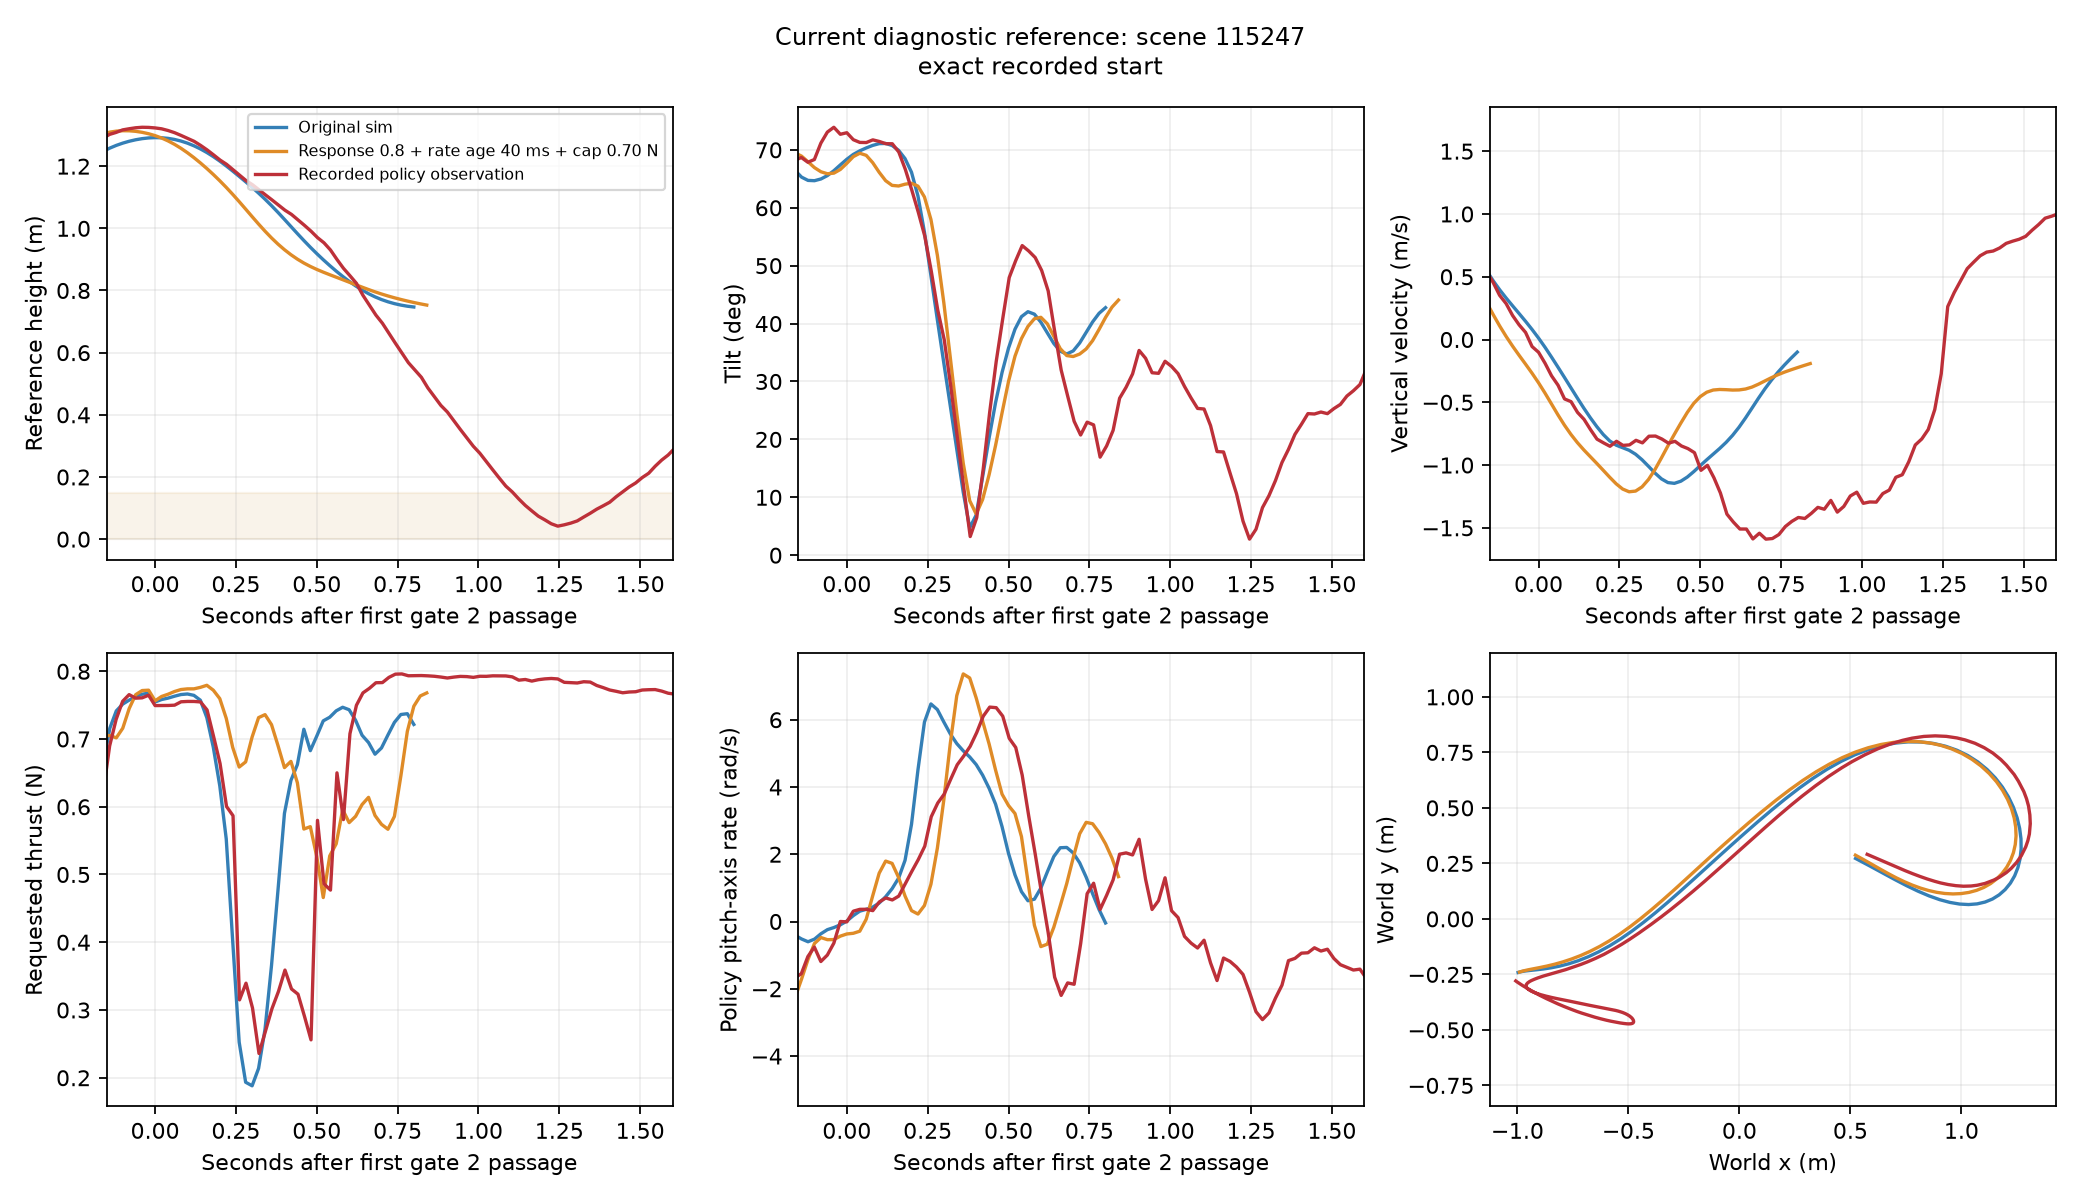 Current diagnostic reference: scene 115247
exact recorded start
Reference height (m)
1.2
1.0
0.8
0.6
0.4
0.2
0.0
Original sim
Response 0.8 + rate age 40 ms + cap 0.70 N
Recorded policy observation
0.00 0.25 0.50 0.75 1.00 1.25 1.50
Seconds after first gate 2 passage
Tilt (deg)
70
60
50
40
30
20
10
0
0.00 0.25 0.50 0.75 1.00 1.25 1.50
Seconds after first gate 2 passage
Vertical velocity (m/s)
1.5
1.0
0.5
0.0
−0.5
−1.0
−1.5
0.00 0.25 0.50 0.75 1.00 1.25 1.50
Seconds after first gate 2 passage
Requested thrust (N)
0.8
0.7
0.6
0.5
0.4
0.3
0.2
0.00 0.25 0.50 0.75 1.00 1.25 1.50
Seconds after first gate 2 passage
Policy pitch-axis rate (rad/s)
6
4
2
0
−2
−4
0.00 0.25 0.50 0.75 1.00 1.25 1.50
Seconds after first gate 2 passage
World y (m)
1.00
0.75
0.50
0.25
0.00
−0.25
−0.50
−0.75
−1.0 −0.5 0.0 0.5 1.0
World x (m)